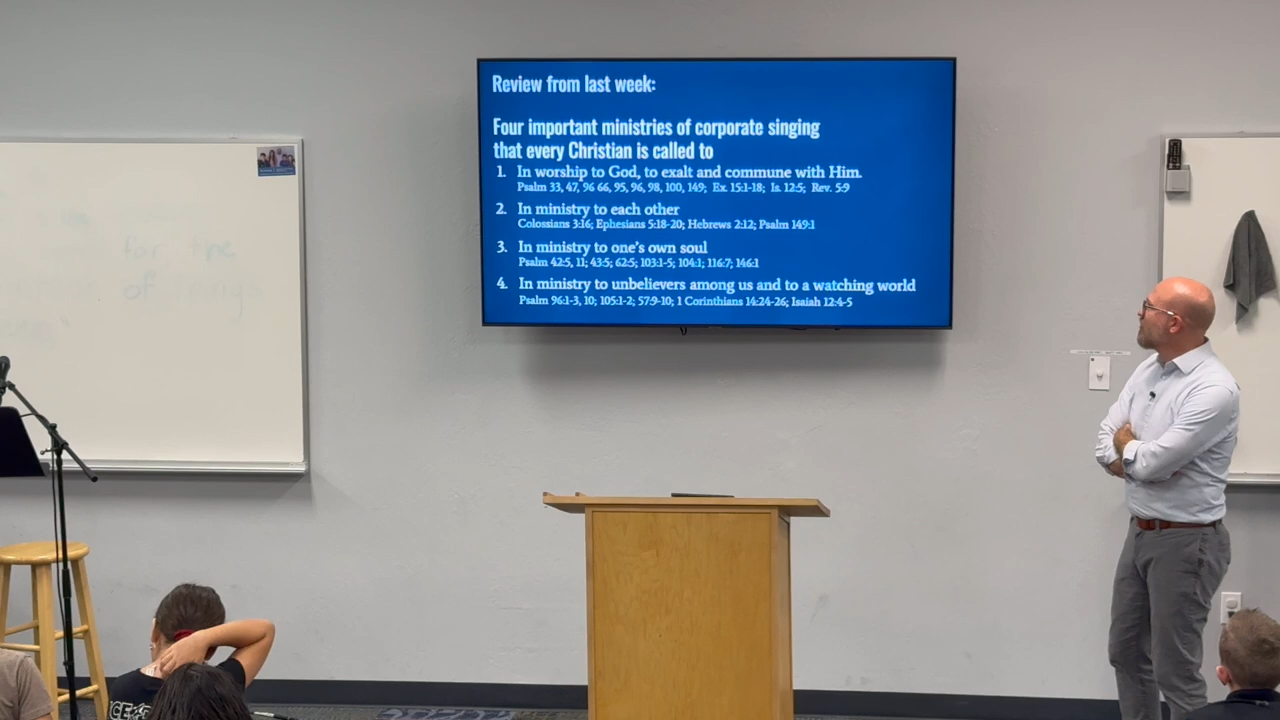 Review from last week:
Four important ministries of corporate singing
that every Christian is called to
1. In worship to God, to exalt and commune with Him.
Psalm 33, 47, 96 66, 95, 96, 98, 100, 149; Ex. 15:1-18; Is. 12:5; Rev. 5:9
2. In ministry to each other
Colossians 3:16; Ephesians 5:18-20; Hebrews 2:12; Psalm 149:1
3. In ministry to one's own soul
Psalm 42:5, 11; 43:5; 62:5; 103:1-5; 104:1; 116:7; 146:1
4. In ministry to unbelievers among us and to a watching world
Psalm 96:1-3, 10; 105:1-2; 57:9-10; 1 Corinthians 14:24-26; Isaiah 12:4-5
for the
of